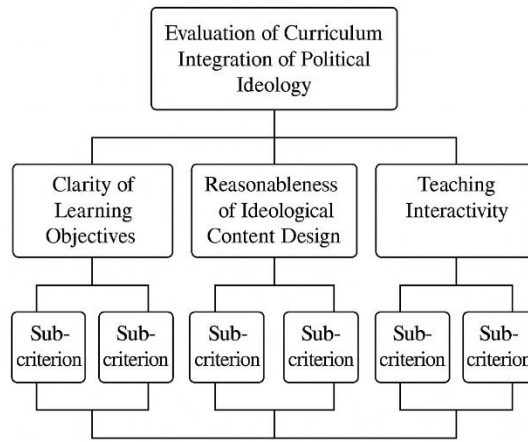 Evaluation of Curriculum
Integration of Political
Ideology
Clarity of
Learning
Objectives
Reasonableness
of Ideological
Content Design
Teaching
Interactivity
Sub-
criterion
Sub-
criterion
Sub-
criterion
Sub-
criterion
Sub-
criterion
Sub-
criterion